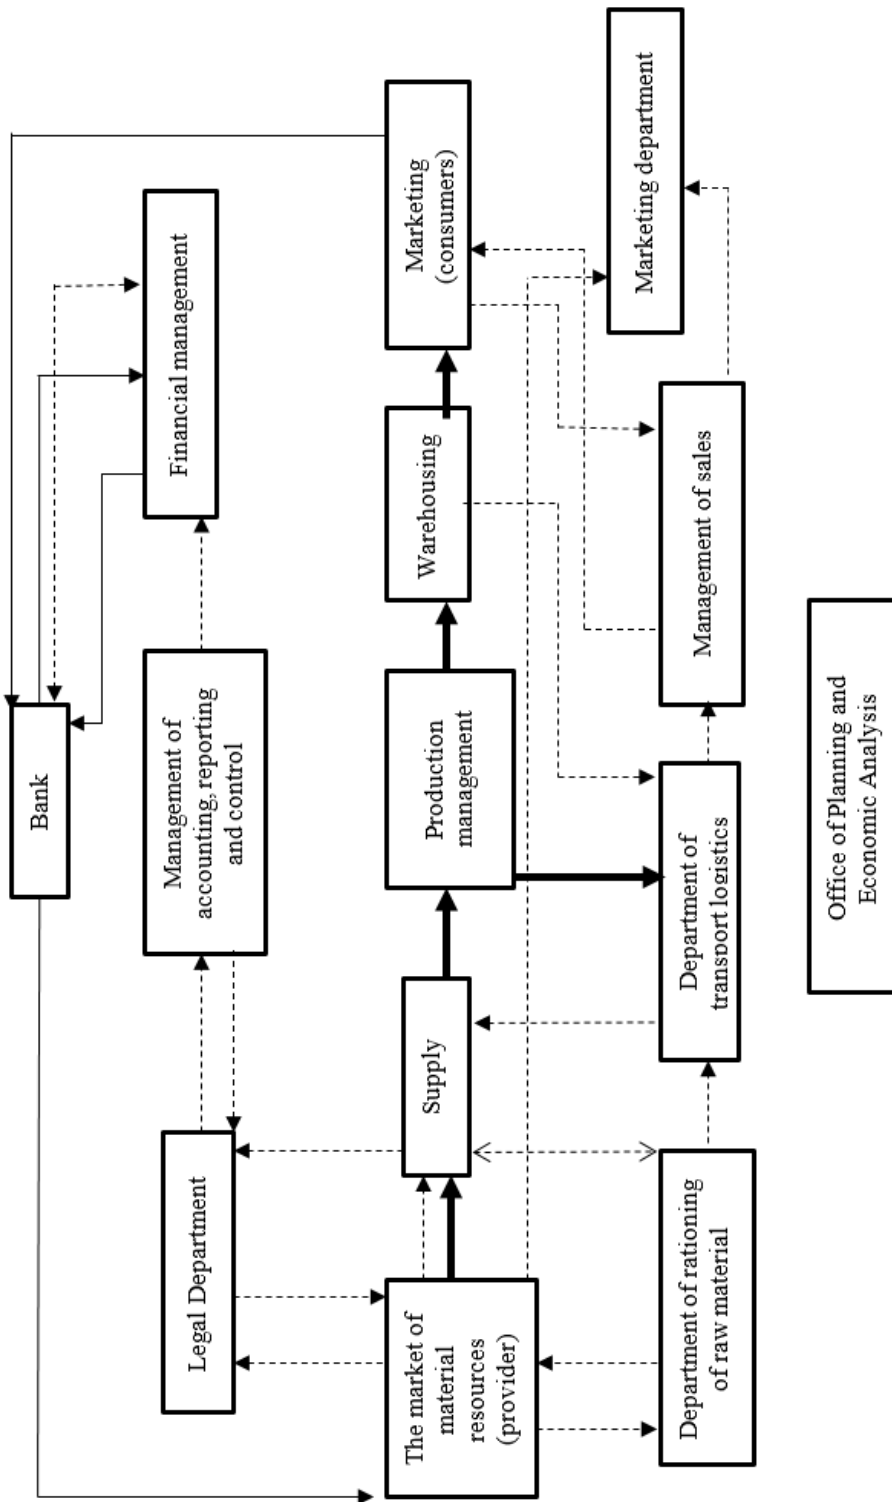 Bank
Legal Department
Management of
accounting, reporting
and control
Financial management
The market of
material
resources
(provider)
Supply
Production
management
Warehousing
Marketing
(consumers)
Department of rationing
of raw material
Department of
transport logistics
Management of sales
Marketing department
Office of Planning and
Economic Analysis